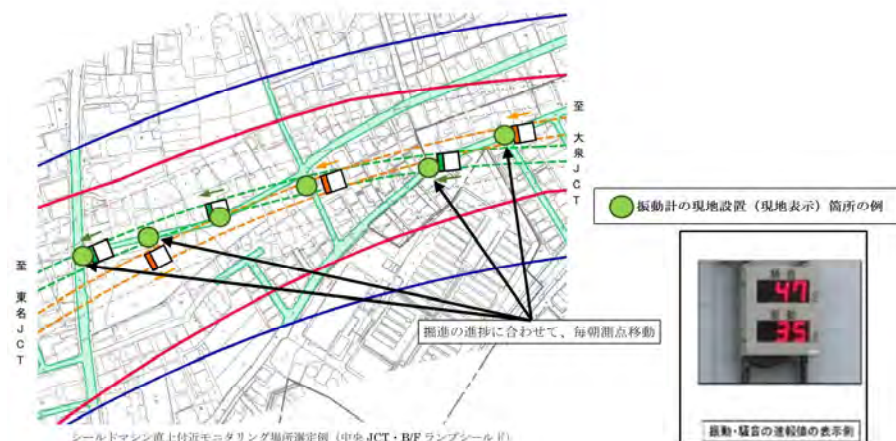 至 大泉JCT
振動計の現地設置（現地表示）箇所の例
至 東名JCT
掘進の進捗に合わせて、毎朝測点移動
騒音
47
振動
35
振動・騒音の速報値の表示例
シールドマシン直上付近モニタリング場所選定例（中央 JCT・B/F ランプシールド）